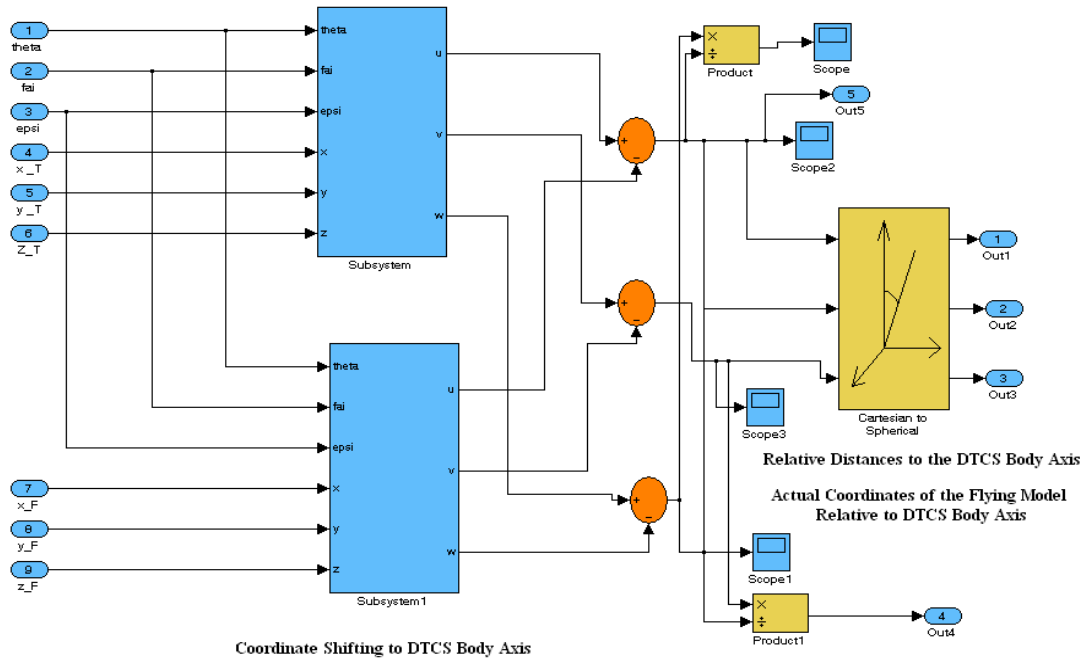 1
theta
2
fai
3
epsi
4
x_T
5
y_T
6
Z_T
theta
fai
epsi
x
y
z
u
v
w
Subsystem
7
x_F
8
y_F
9
z_F
theta
fai
epsi
x
y
z
u
v
w
Subsystem1
+
−
+
−
+
−
×
÷
Product
Scope
5
Out5
Scope2
Cartesian to
Spherical
1
Out1
2
Out2
3
Out3
Scope3
Relative Distances to the DTCS Body Axis
Actual Coordinates of the Flying Model
Relative to DTCS Body Axis
Scope1
×
÷
Product1
4
Out4
Coordinate Shifting to DTCS Body Axis